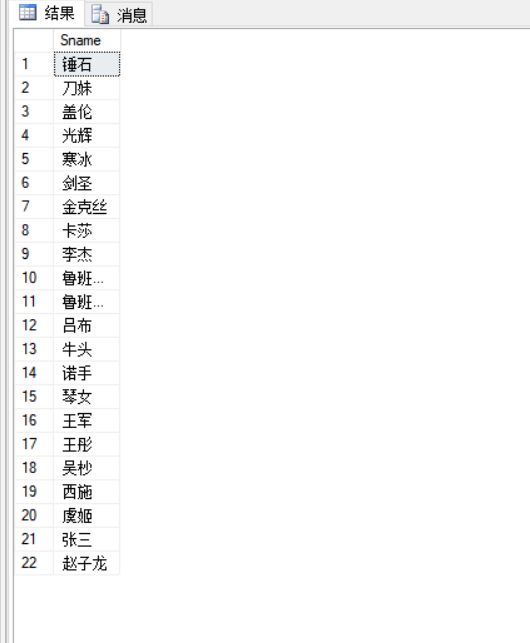 结果 消息
Sname
1 锤石
2 刀妹
3 盖伦
4 光辉
5 寒冰
6 剑圣
7 金克丝
8 卡莎
9 李杰
10 鲁班...
11 鲁班...
12 吕布
13 牛头
14 诺手
15 琴女
16 王军
17 王彤
18 吴杪
19 西施
20 虞姬
21 张三
22 赵子龙